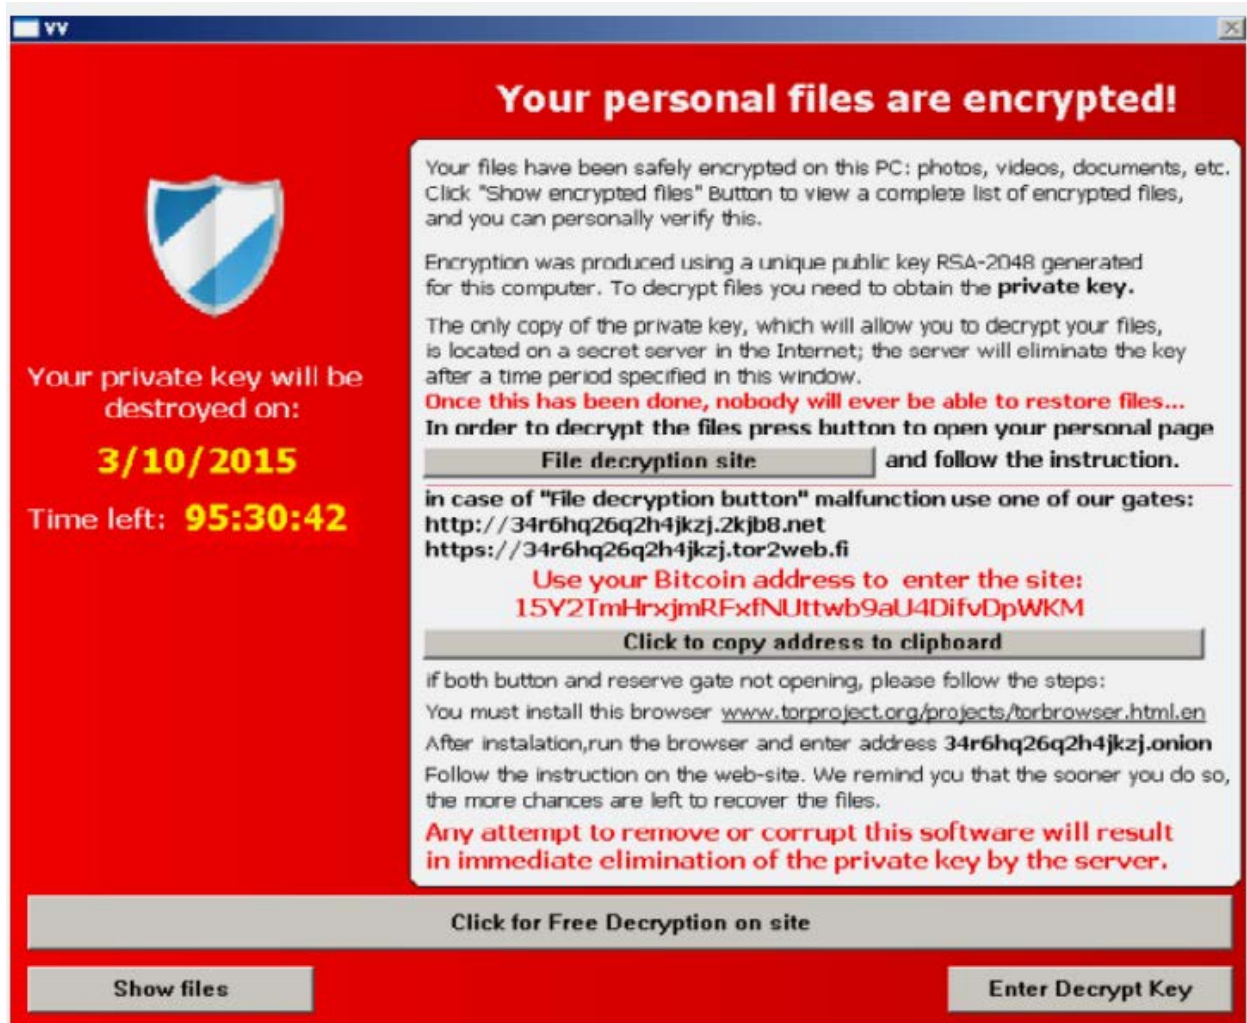 VV
Your personal files are encrypted!
Your files have been safely encrypted on this PC: photos, videos, documents, etc.
Click "Show encrypted files" Button to view a complete list of encrypted files,
and you can personally verify this.
Encryption was produced using a unique public key RSA-2048 generated
for this computer. To decrypt files you need to obtain the private key.
The only copy of the private key, which will allow you to decrypt your files,
is located on a secret server in the Internet; the server will eliminate the key
after a time period specified in this window.
Once this has been done, nobody will ever be able to restore files...
In order to decrypt the files press button to open your personal page
File decryption site and follow the instruction.
in case of "File decryption button" malfunction use one of our gates:
http://34r6hq26q2h4jkzj.2kjb8.net
https://34r6hq26q2h4jkzj.tor2web.fi
Use your Bitcoin address to enter the site:
15Y2TmHrxjmRFxfNUttwb9aU4DifvDpWKM
Click to copy address to clipboard
if both button and reserve gate not opening, please follow the steps:
You must install this browser www.torproject.org/projects/torbrowser.html.en
After instalation,run the browser and enter address 34r6hq26q2h4jkzj.onion
Follow the instruction on the web-site. We remind you that the sooner you do so,
the more chances are left to recover the files.
Any attempt to remove or corrupt this software will result
in immediate elimination of the private key by the server.
Your private key will be
destroyed on:
3/10/2015
Time left: 95:30:42
Click for Free Decryption on site
Show files
Enter Decrypt Key